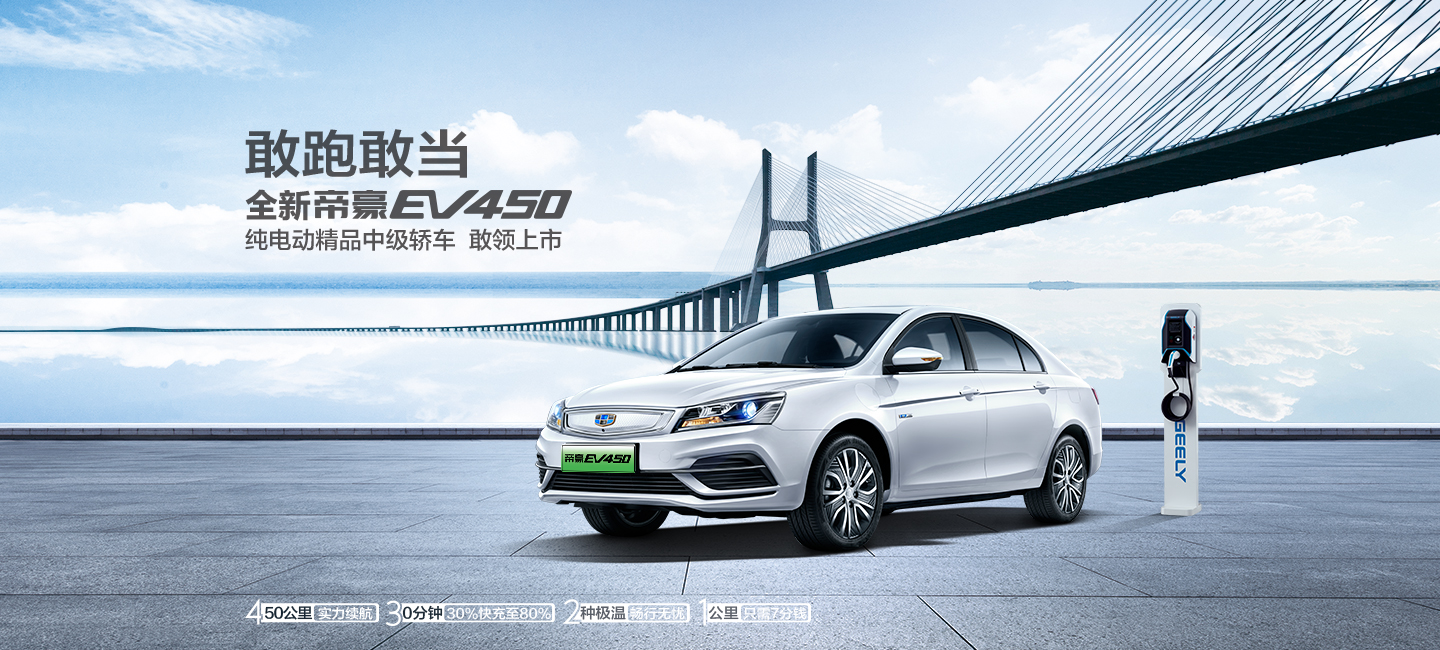 敢跑敢当
全新帝豪EV450
纯电动精品中级轿车 敢领上市
帝豪EV450
GEELY
450公里 实力续航 30分钟 30%快充至80% 2种极温 畅行无忧 1公里 只需7分钱